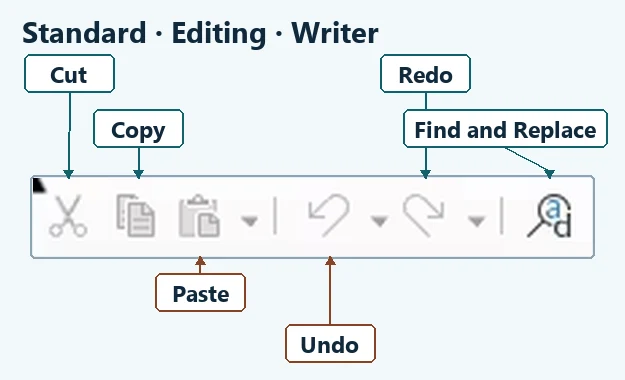 Standard · Editing · Writer
Cut
Redo
Copy
Find and Replace
a
d
Paste
Undo